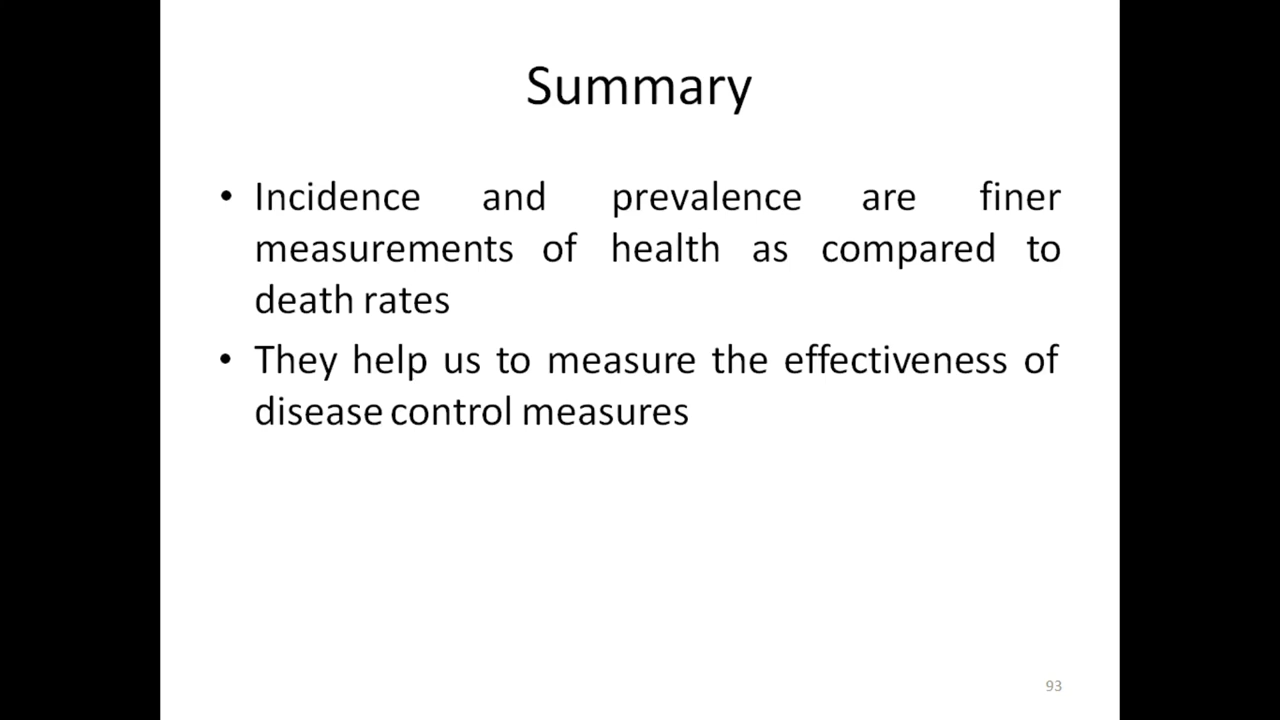 Summary
• Incidence and prevalence are finer
measurements of health as compared to
death rates
• They help us to measure the effectiveness of
disease control measures
93